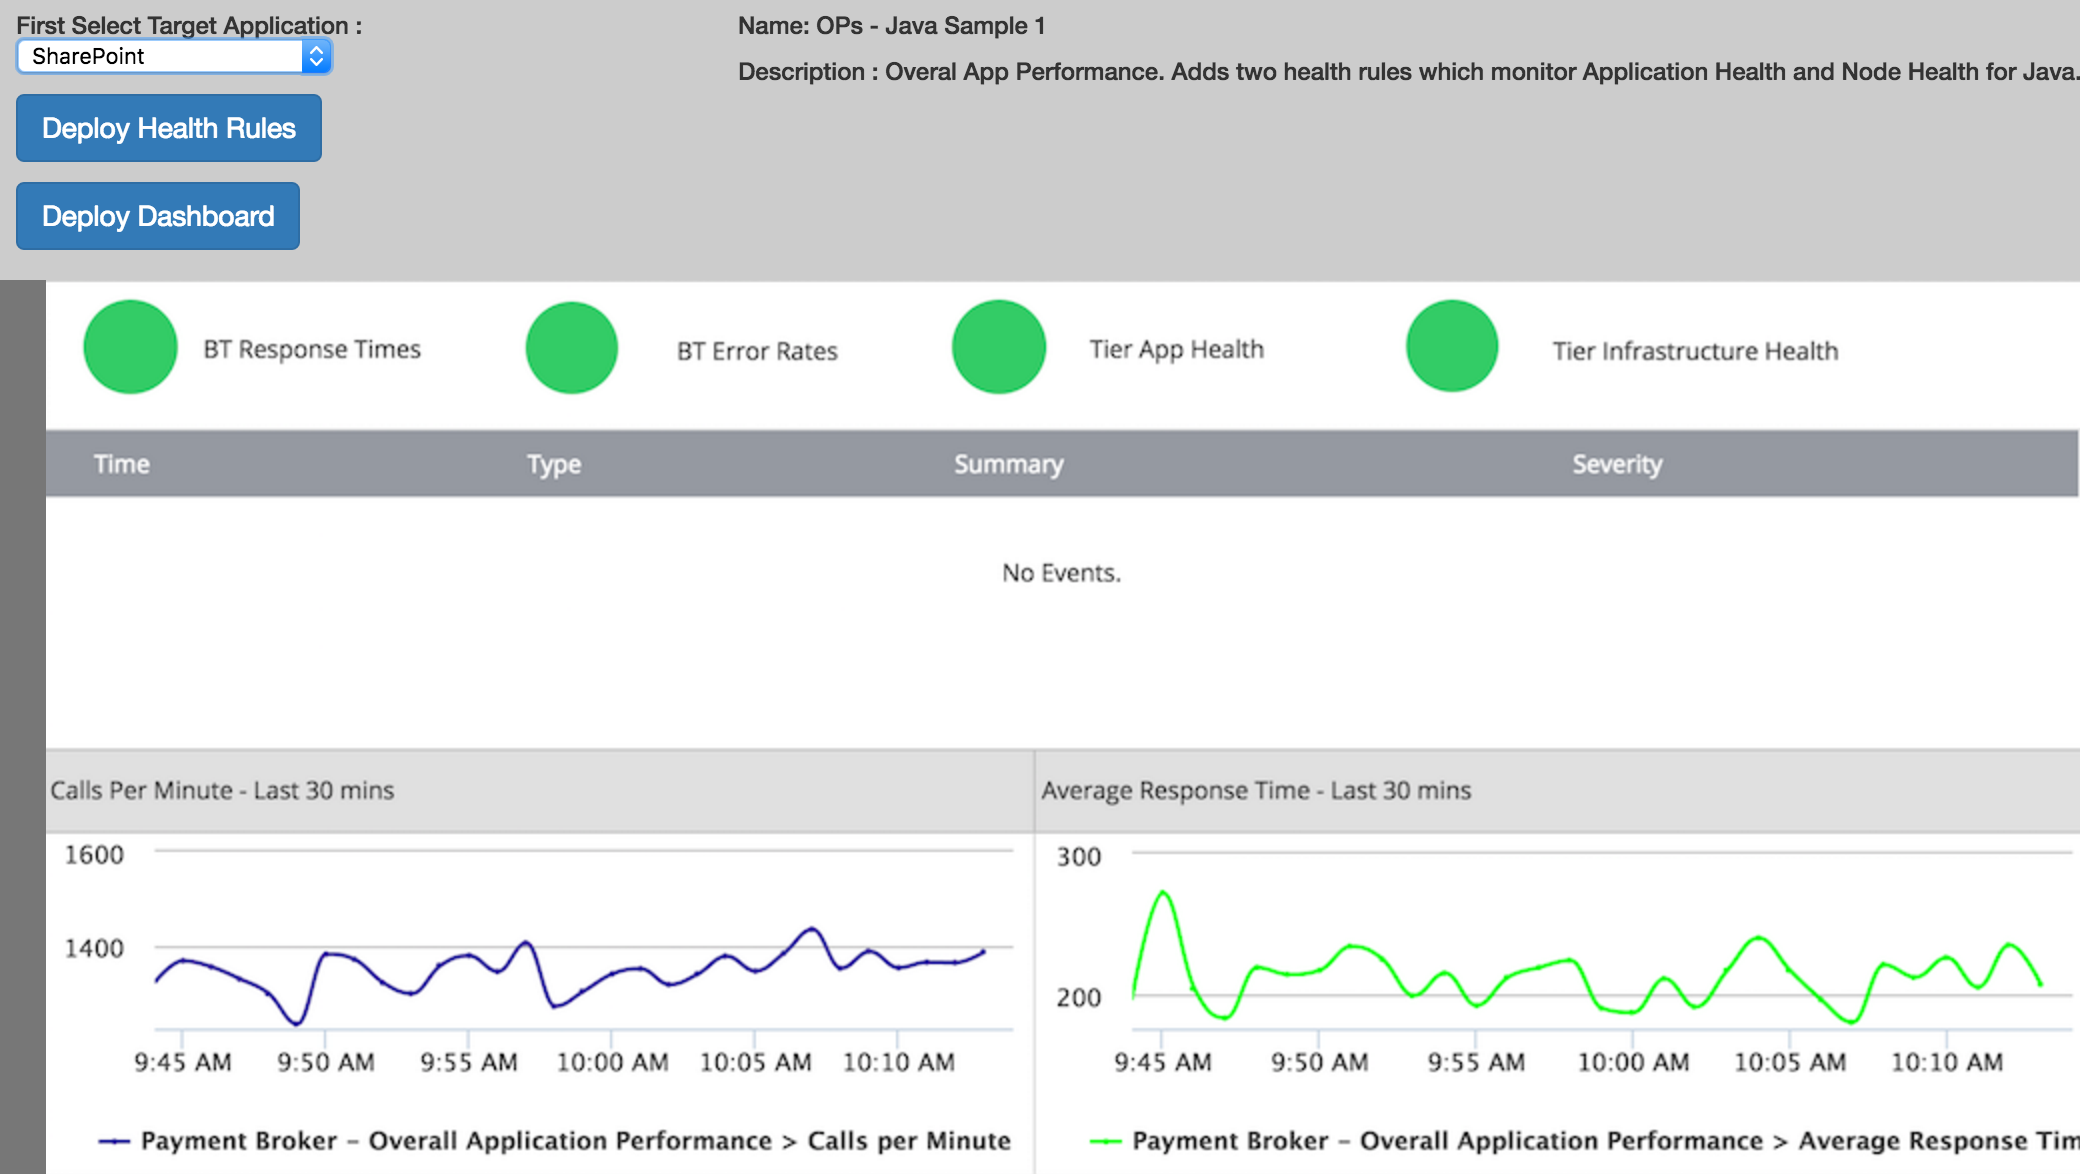 First Select Target Application :
SharePoint
Deploy Health Rules
Deploy Dashboard
Name: OPs - Java Sample 1
Description : Overal App Performance. Adds two health rules which monitor Application Health and Node Health for Java.
BT Response Times
BT Error Rates
Tier App Health
Tier Infrastructure Health
Time Type Summary Severity
No Events.
Calls Per Minute - Last 30 mins
1600
1400
9:45 AM 9:50 AM 9:55 AM 10:00 AM 10:05 AM 10:10 AM
Payment Broker – Overall Application Performance > Calls per Minute
Average Response Time - Last 30 mins
300
200
9:45 AM 9:50 AM 9:55 AM 10:00 AM 10:05 AM 10:10 AM
Payment Broker – Overall Application Performance > Average Response Tim